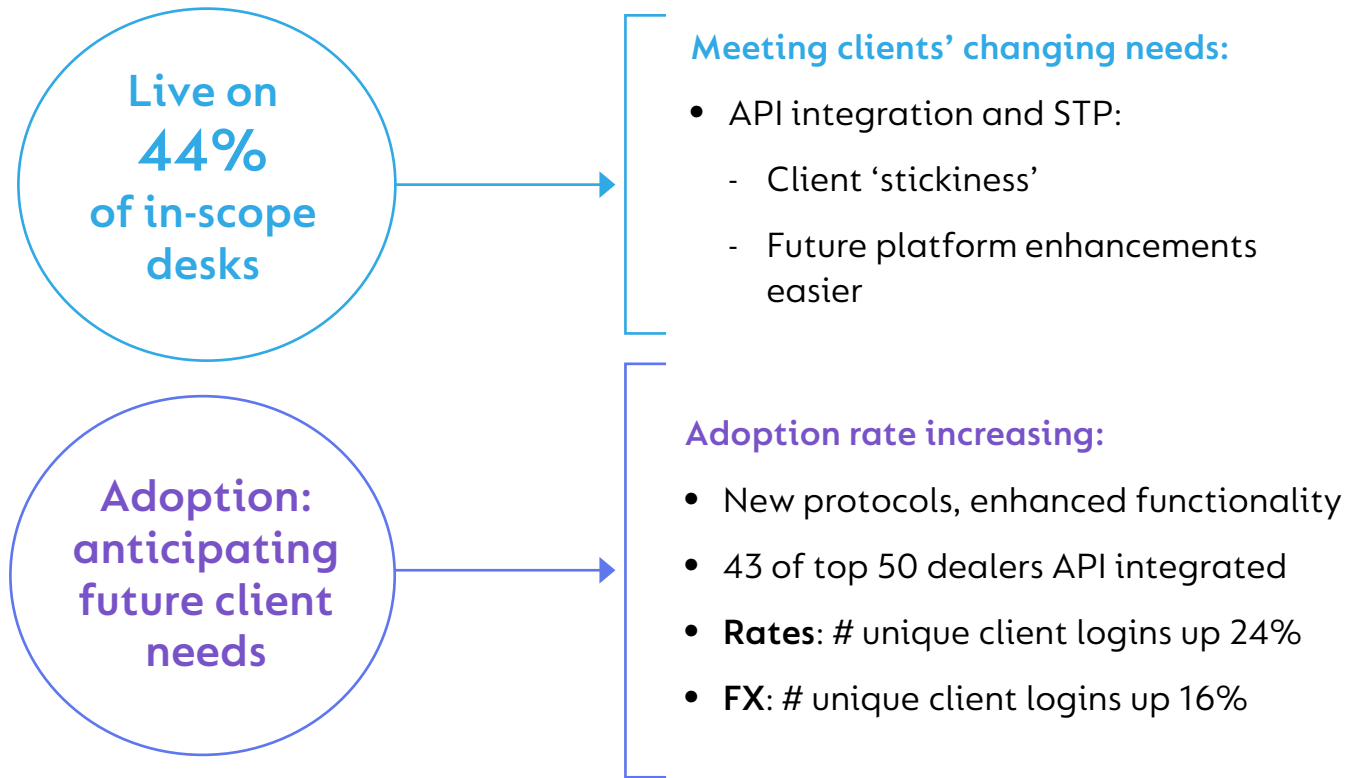 Live on
44%
of in-scope
desks
Meeting clients’ changing needs:
• API integration and STP:
- Client ‘stickiness’
- Future platform enhancements
easier
Adoption:
anticipating
future client
needs
Adoption rate increasing:
• New protocols, enhanced functionality
• 43 of top 50 dealers API integrated
• Rates: # unique client logins up 24%
• FX: # unique client logins up 16%